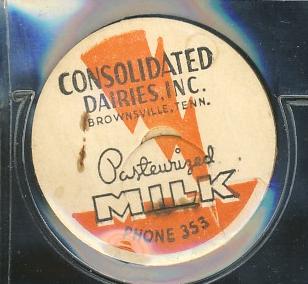 CONSOLIDATED
DAIRIES, INC.
BROWNSVILLE, TENN.
Pasteurized
MILK
PHONE 353